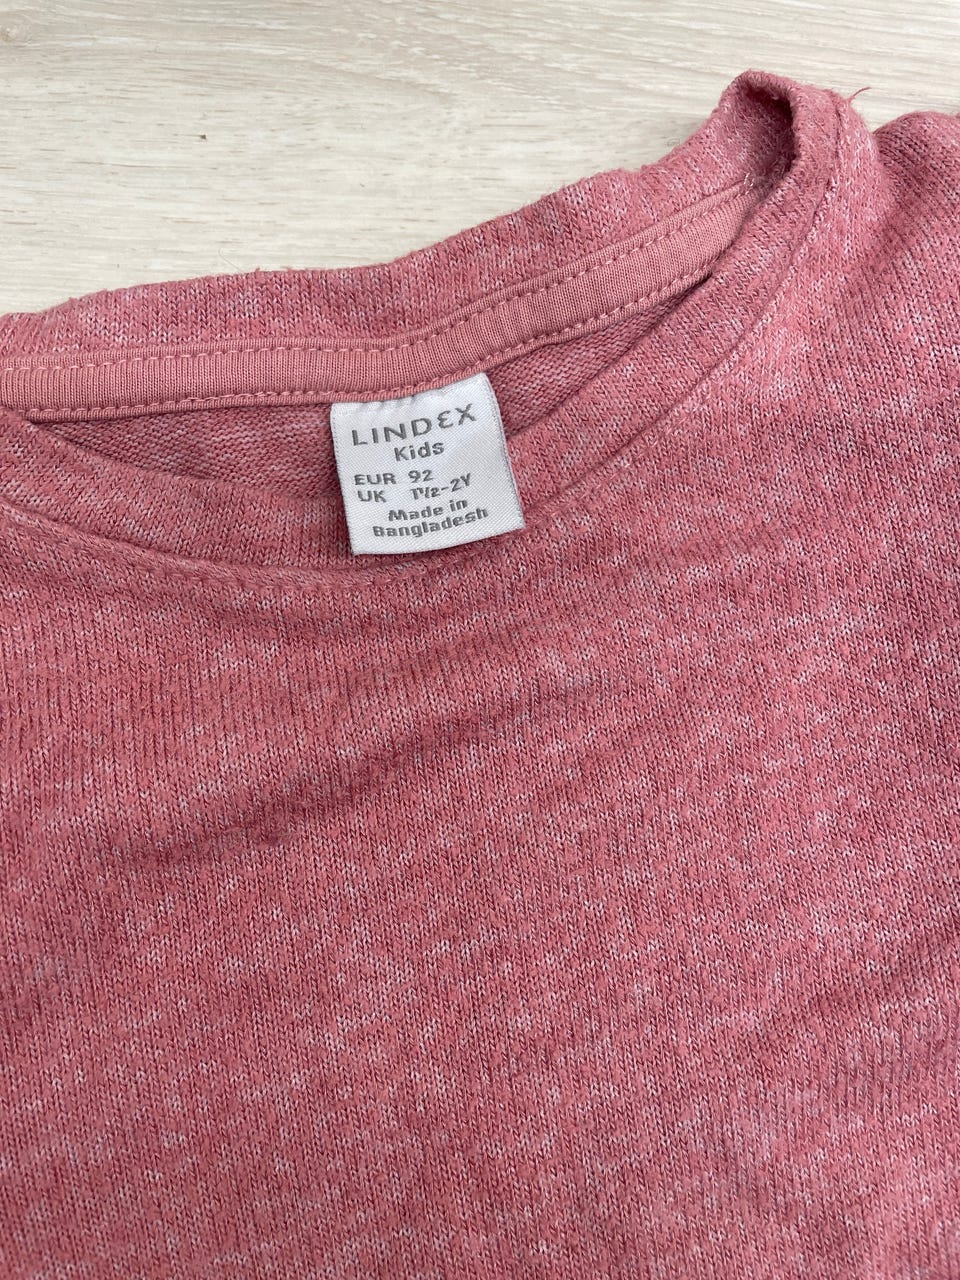 LINDEX
Kids
EUR 92
UK 1½-2Y
Made in
Bangladesh